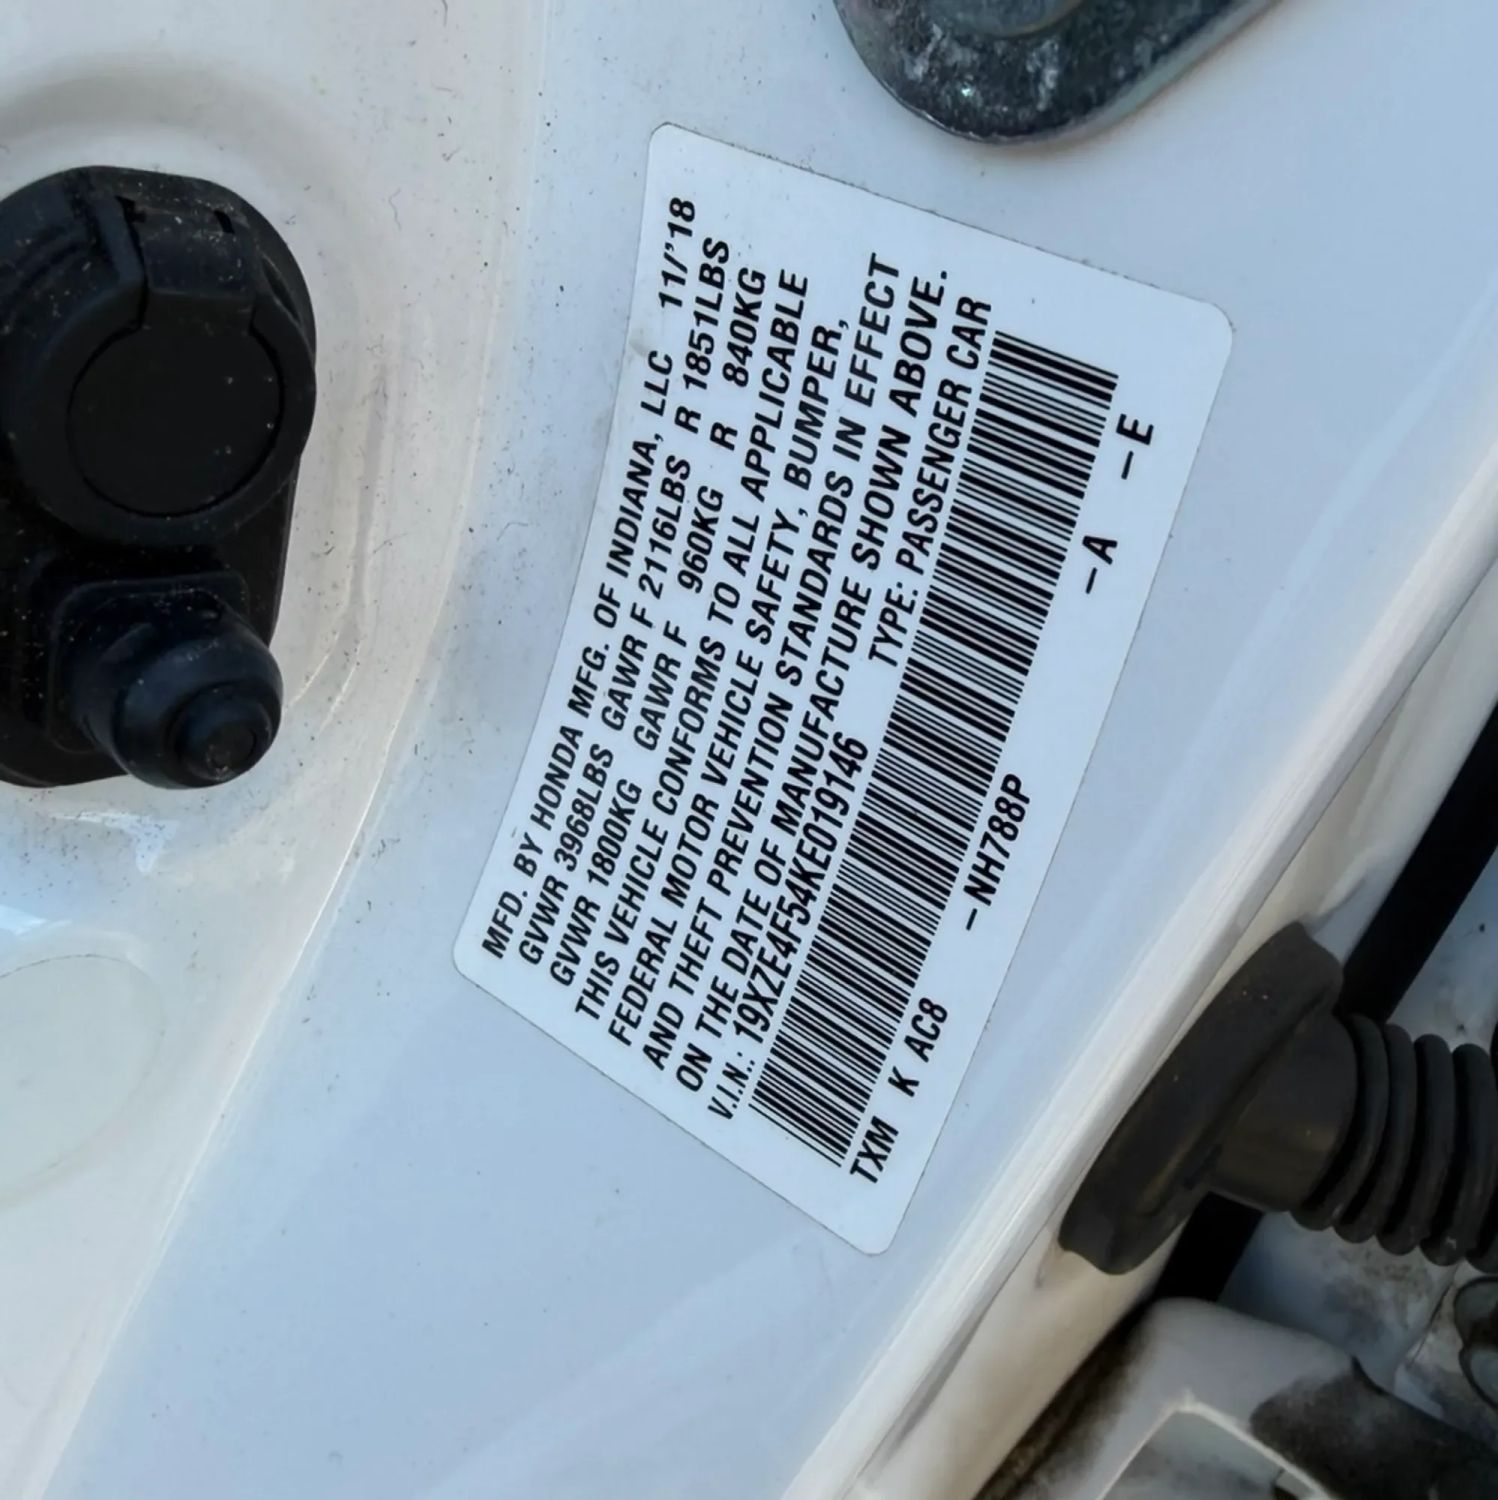 MFD. BY HONDA MFG. OF INDIANA, LLC 11/'18
GVWR 3968LBS GAWR F 2116LBS R 1851LBS
GVWR 1800KG GAWR F 960KG R 840KG
THIS VEHICLE CONFORMS TO ALL APPLICABLE
FEDERAL MOTOR VEHICLE SAFETY, BUMPER,
AND THEFT PREVENTION STANDARDS IN EFFECT
ON THE DATE OF MANUFACTURE SHOWN ABOVE.
V.I.N.: 19XZE4F54KE019146 TYPE: PASSENGER CAR
TXM K AC8 -NH788P -A -E